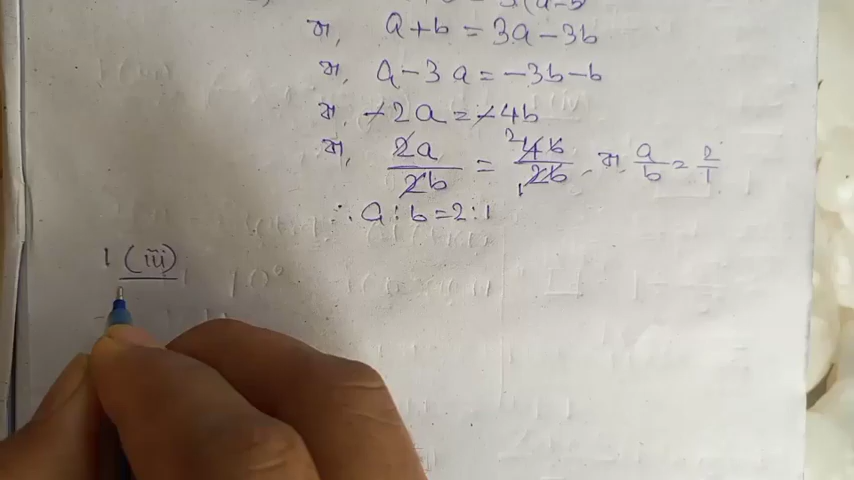 বা, a+b = 3a-3b
বা, a-3a = -3b-b
বা, -2a = -4b
বা, 2a/2b = 4b/2b, বা, a/b = 2/1
∴ a:b = 2:1
1 (iii)